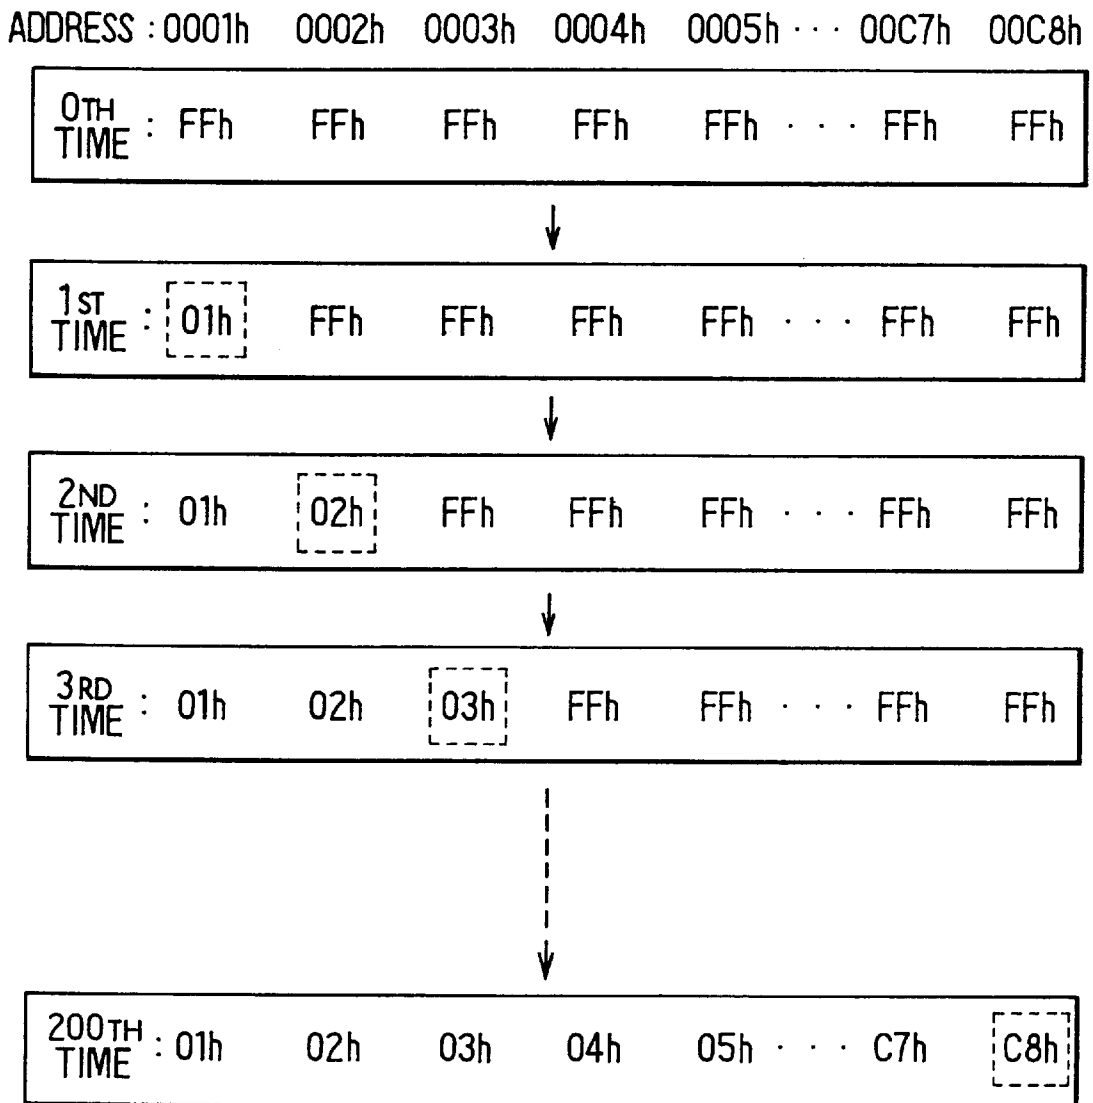 ADDRESS : 0001h 0002h 0003h 0004h 0005h · · · 00C7h 00C8h
0TH TIME : FFh FFh FFh FFh FFh · · · FFh FFh
1ST TIME : 01h FFh FFh FFh FFh · · · FFh FFh
2ND TIME : 01h 02h FFh FFh FFh · · · FFh FFh
3RD TIME : 01h 02h 03h FFh FFh · · · FFh FFh
200TH TIME : 01h 02h 03h 04h 05h · · · C7h C8h